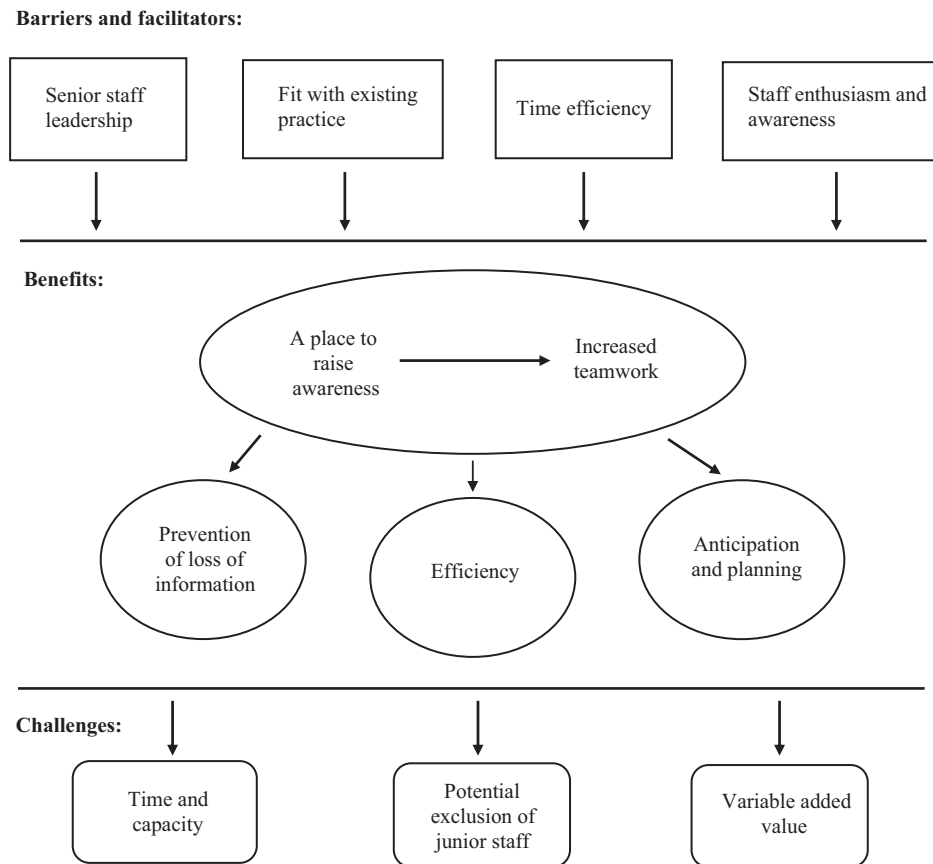 Barriers and facilitators:
Senior staff
leadership
Fit with existing
practice
Time efficiency
Staff enthusiasm and
awareness
Benefits:
A place to
raise
awareness
Increased
teamwork
Prevention
of loss of
information
Efficiency
Anticipation
and planning
Challenges:
Time and
capacity
Potential
exclusion of
junior staff
Variable added
value